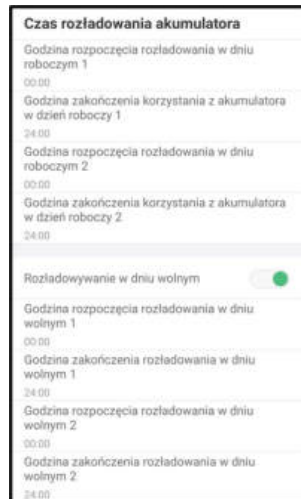 Czas rozładowania akumulatora
Godzina rozpoczęcia rozładowania w dniu
roboczym 1
00:00
Godzina zakończenia korzystania z akumulatora
w dzień roboczy 1
24:00
Godzina rozpoczęcia rozładowania w dniu
roboczym 2
00:00
Godzina zakończenia korzystania z akumulatora
w dzień roboczy 2
24:00
Rozładowywanie w dniu wolnym
Godzina rozpoczęcia rozładowania w dniu
wolnym 1
00:00
Godzina zakończenia rozładowania w dniu
wolnym 1
24:00
Godzina rozpoczęcia rozładowania w dniu
wolnym 2
00:00
Godzina zakończenia rozładowania w dniu
wolnym 2
24:00